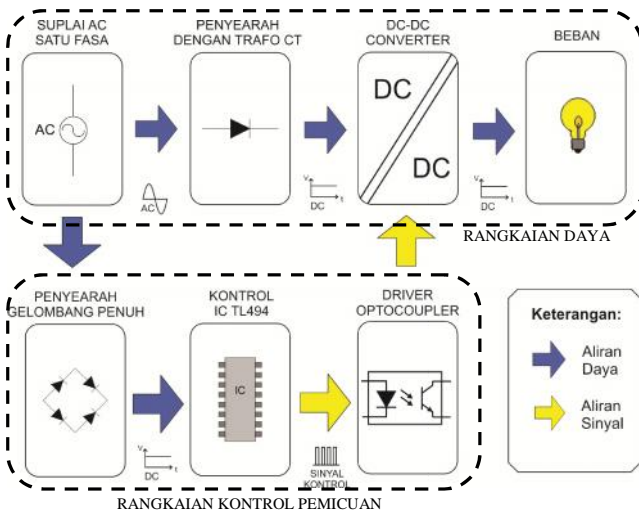 SUPLAI AC
SATU FASA
PENYEARAH
DENGAN TRAFO CT
DC-DC
CONVERTER
BEBAN
AC
DC
DC
AC
V
t
DC
V
t
DC
RANGKAIAN DAYA
PENYEARAH
GELOMBANG PENUH
KONTROL
IC TL494
DRIVER
OPTOCOUPLER
IC
V
t
DC
SINYAL
KONTROL
Keterangan:
Aliran
Daya
Aliran
Sinyal
RANGKAIAN KONTROL PEMICUAN